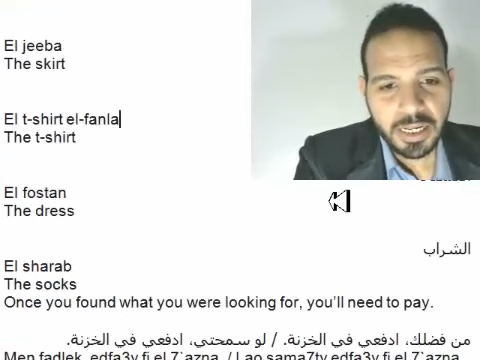 El jeeba
The skirt
El t-shirt el-fanla
The t-shirt
El fostan
The dress
الشراب
El sharab
The socks
Once you found what you were looking for, you'll need to pay.
من فضلك، ادفعي في الخزنة. / لو سمحتي، ادفعي في الخزنة.
Men fadlek, edfa3y fi el 7`azna. / Lao sama7ty edfa3y fi el 7`azna